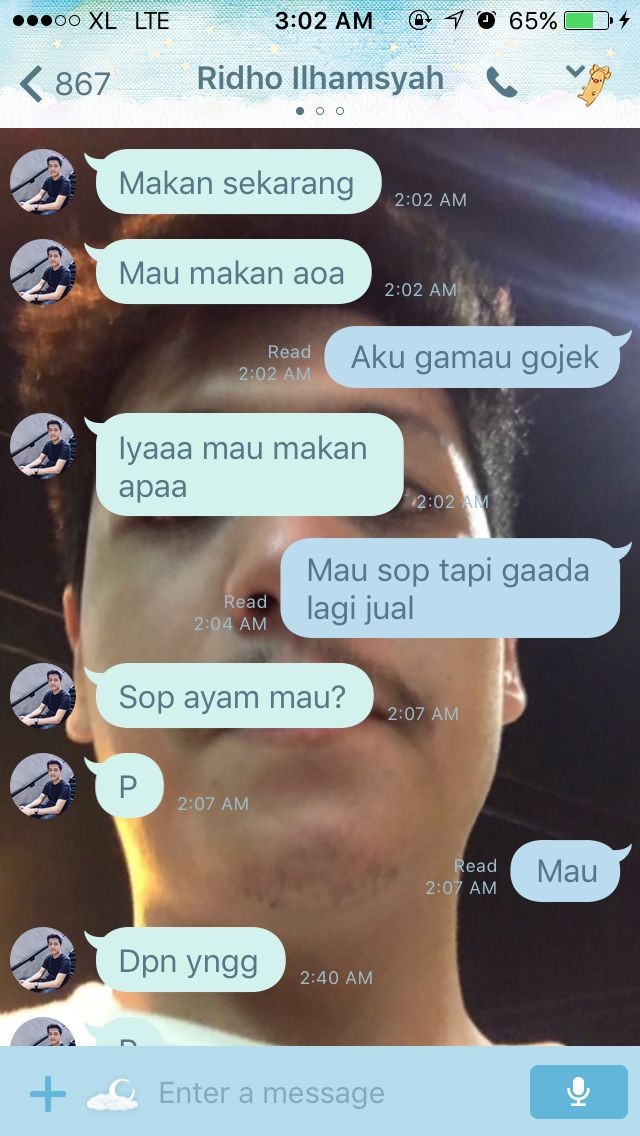 XL LTE 3:02 AM 65%
867 Ridho Ilhamsyah
Makan sekarang
2:02 AM
Mau makan aoa
2:02 AM
Read
2:02 AM
Aku gamau gojek
Iyaaa mau makan
apaa
2:02 AM
Mau sop tapi gaada
lagi jual
Read
2:04 AM
Sop ayam mau?
2:07 AM
P
2:07 AM
Read
2:07 AM
Mau
Dpn yngg
2:40 AM
Enter a message